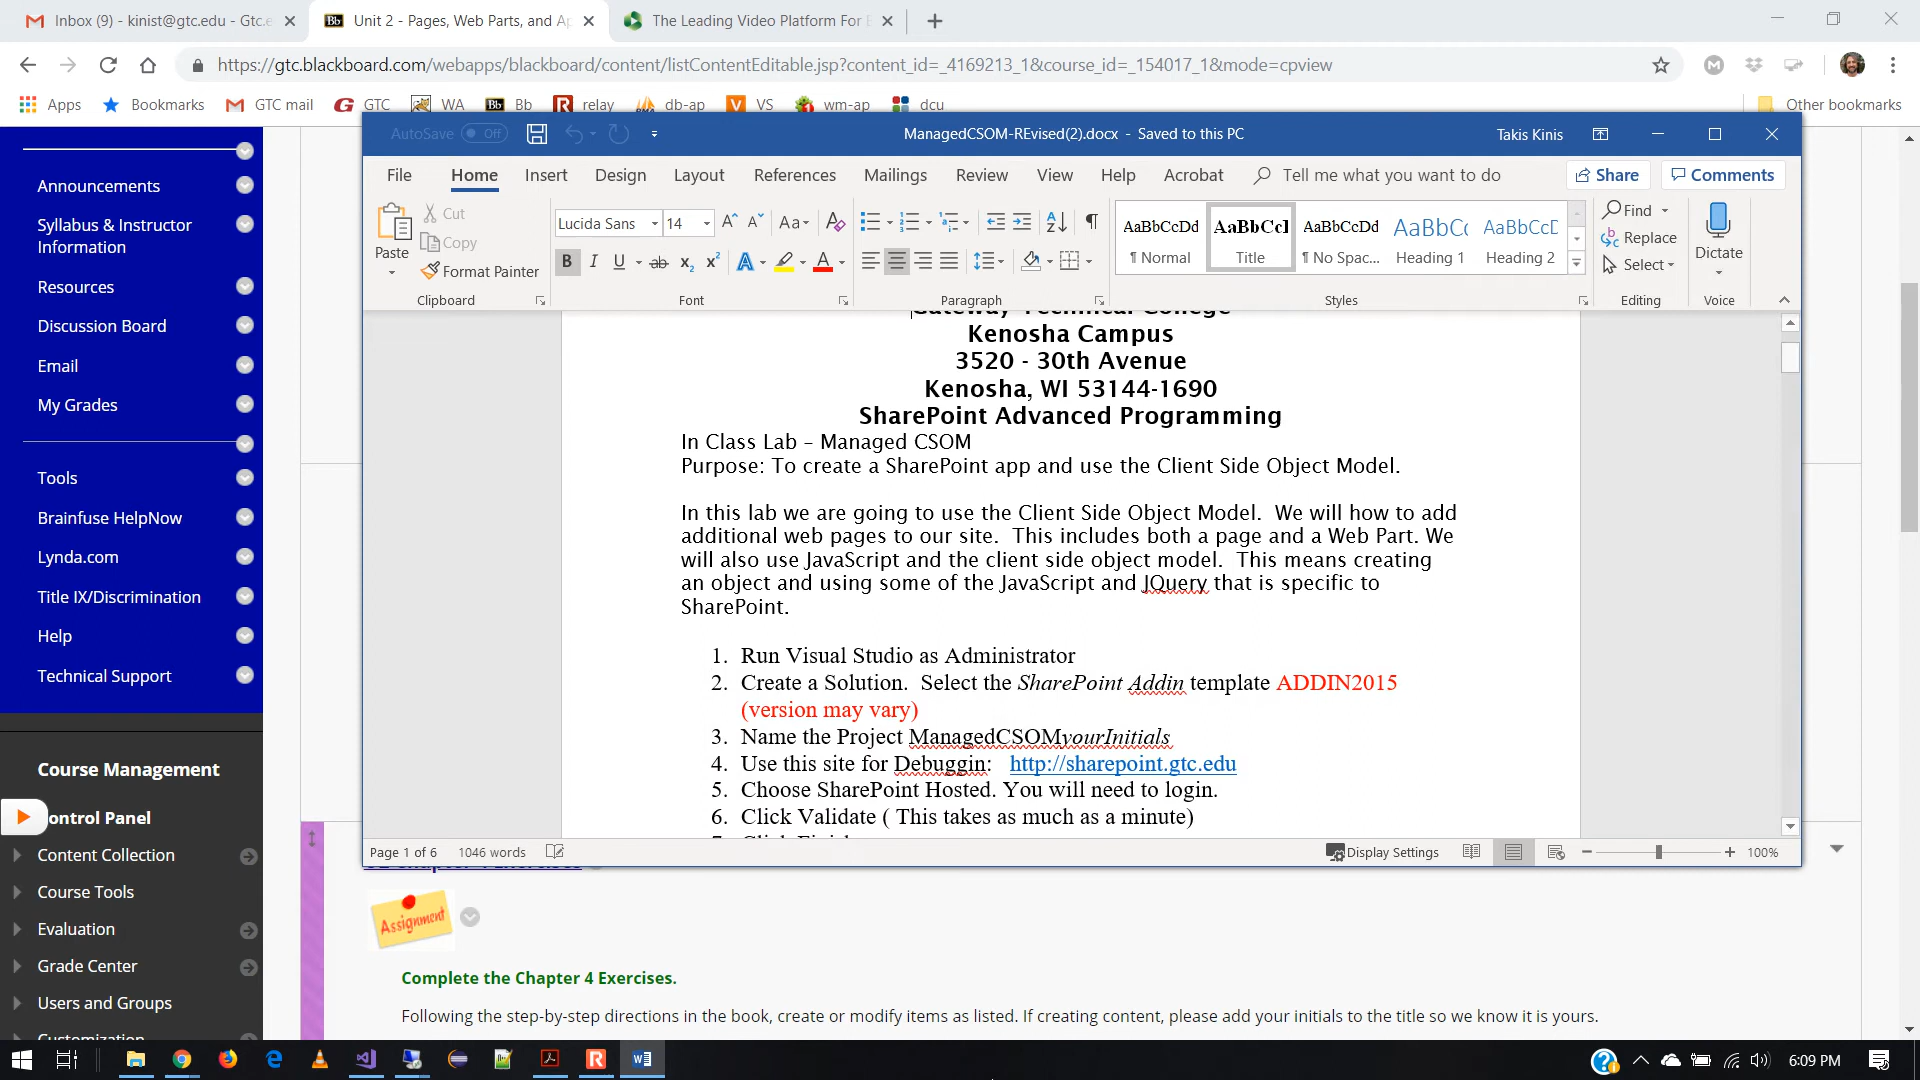 Inbox (9) - kinist@gtc.edu - Gtc.e
Unit 2 - Pages, Web Parts, and Ap
The Leading Video Platform For E
https://gtc.blackboard.com/webapps/blackboard/content/listContentEditable.jsp?content_id=_4169213_1&course_id=_154017_1&mode=cpview
Apps
Bookmarks
GTC mail
GTC
WA
Bb
relay
db-ap
VS
wm-ap
dcu
Other bookmarks
AutoSave Off
ManagedCSOM-REvised(2).docx - Saved to this PC
Takis Kinis
File
Home
Insert
Design
Layout
References
Mailings
Review
View
Help
Acrobat
Tell me what you want to do
Share
Comments
Paste
Cut
Copy
Format Painter
Clipboard
Lucida Sans
14
Font
Paragraph
AaBbCcDd
¶ Normal
AaBbCc]
Title
AaBbCcDd
¶ No Spac...
AaBbCc
Heading 1
AaBbCcD
Heading 2
Styles
Find
Replace
Select
Editing
Dictate
Voice
Announcements
Syllabus & Instructor
Information
Resources
Discussion Board
Email
My Grades
Tools
Brainfuse HelpNow
Lynda.com
Title IX/Discrimination
Help
Technical Support
Course Management
ontrol Panel
Content Collection
Course Tools
Evaluation
Grade Center
Users and Groups
Customization
Gateway Technical College
Kenosha Campus
3520 - 30th Avenue
Kenosha, WI 53144-1690
SharePoint Advanced Programming
In Class Lab – Managed CSOM
Purpose: To create a SharePoint app and use the Client Side Object Model.
In this lab we are going to use the Client Side Object Model. We will how to add
additional web pages to our site. This includes both a page and a Web Part. We
will also use JavaScript and the client side object model. This means creating
an object and using some of the JavaScript and JQuery that is specific to
SharePoint.
1. Run Visual Studio as Administrator
2. Create a Solution. Select the SharePoint Addin template ADDIN2015
(version may vary)
3. Name the Project ManagedCSOMyourInitials
4. Use this site for Debuggin: http://sharepoint.gtc.edu
5. Choose SharePoint Hosted. You will need to login.
6. Click Validate ( This takes as much as a minute)
7. Click Finish
Page 1 of 6
1046 words
Display Settings
100%
Assignment
Complete the Chapter 4 Exercises.
Following the step-by-step directions in the book, create or modify items as listed. If creating content, please add your initials to the title so we know it is yours.
6:09 PM